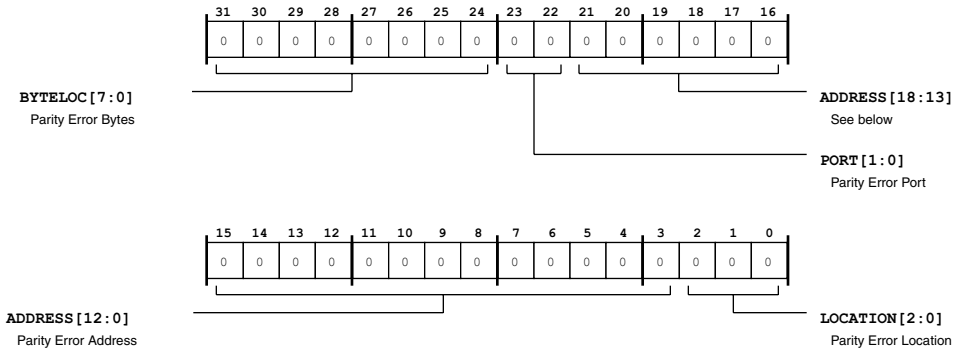 31 30 29 28 27 26 25 24 23 22 21 20 19 18 17 16
0 0 0 0 0 0 0 0 0 0 0 0 0 0 0 0
BYTELOC[7:0]
Parity Error Bytes
ADDRESS[18:13]
See below
PORT[1:0]
Parity Error Port
15 14 13 12 11 10 9 8 7 6 5 4 3 2 1 0
0 0 0 0 0 0 0 0 0 0 0 0 0 0 0 0
ADDRESS[12:0]
Parity Error Address
LOCATION[2:0]
Parity Error Location